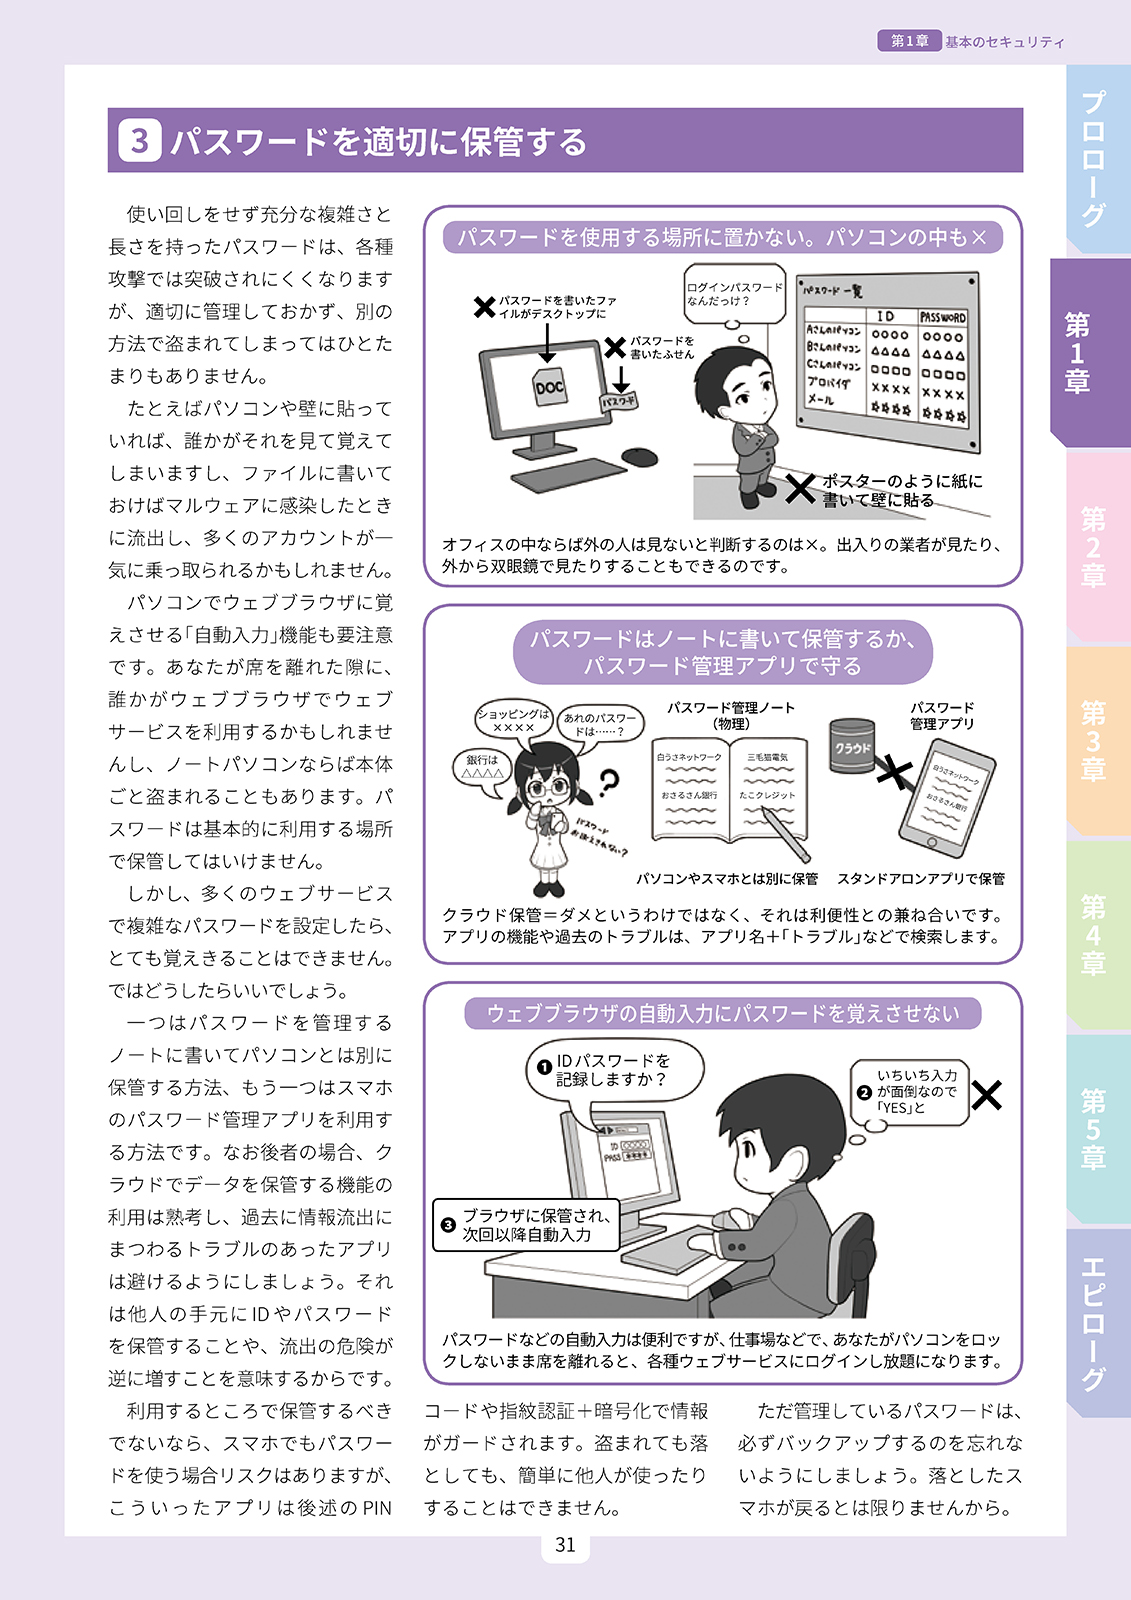 第1章 基本のセキュリティ
3 パスワードを適切に保管する
使い回しをせず充分な複雑さと
長さを持ったパスワードは、各種
攻撃では突破されにくくなります
が、適切に管理しておかず、別の
方法で盗まれてしまってはひとた
まりもありません。
たとえばパソコンや壁に貼って
いれば、誰かがそれを見て覚えて
しまいますし、ファイルに書いて
おけばマルウェアに感染したとき
に流出し、多くのアカウントが一
気に乗っ取られるかもしれません。
パソコンでウェブブラウザに覚
えさせる「自動入力」機能も要注意
です。あなたが席を離れた隙に、
誰かがウェブブラウザでウェブ
サービスを利用するかもしれませ
んし、ノートパソコンならば本体
ごと盗まれることもあります。パ
スワードは基本的に利用する場所
で保管してはいけません。
しかし、多くのウェブサービス
で複雑なパスワードを設定したら、
とても覚えきることはできません。
ではどうしたらいいでしょう。
一つはパスワードを管理する
ノートに書いてパソコンとは別に
保管する方法、もう一つはスマホ
のパスワード管理アプリを利用す
る方法です。なお後者の場合、ク
ラウドでデータを保管する機能の
利用は熟考し、過去に情報流出に
まつわるトラブルのあったアプリ
は避けるようにしましょう。それ
は他人の手元にIDやパスワード
を保管することや、流出の危険が
逆に増すことを意味するからです。
利用するところで保管するべき
でないなら、スマホでもパスワー
ドを使う場合リスクはありますが、
こういったアプリは後述のPIN
パスワードを使用する場所に置かない。パソコンの中も×
パスワードを書いたファ
イルがデスクトップに
パスワードを
書いたふせん
DOC
パスワード
ログインパスワード
なんだっけ？
パスワード 一覧
ID PASSWORD
Aさんのパソコン ○○○○ ○○○○
Bさんのパソコン △△△△ △△△△
Cさんのパソコン □□□□ □□□□
プロバイダ ×××× ××××
メール ☆☆☆☆ ☆☆☆☆
ポスターのように紙に
書いて壁に貼る
オフィスの中ならば外の人は見ないと判断するのは×。出入りの業者が見たり、
外から双眼鏡で見たりすることもできるのです。
パスワードはノートに書いて保管するか、
パスワード管理アプリで守る
ショッピングは
××××
あれのパスワー
ドは……？
銀行は
△△△△
？
パスワード
お教えされない？
パスワード管理ノート
（物理）
白うさネットワーク
三毛猫電気
おさるさん銀行
たこクレジット
パソコンやスマホとは別に保管
パスワード
管理アプリ
クラウド
白うさネットワーク
おさるさん銀行
スタンドアロンアプリで保管
クラウド保管＝ダメというわけではなく、それは利便性との兼ね合いです。
アプリの機能や過去のトラブルは、アプリ名＋「トラブル」などで検索します。
ウェブブラウザの自動入力にパスワードを覚えさせない
❶ IDパスワードを
記録しますか？
ID ○○○○
PASS ＊＊＊＊
❷ いちいち入力
が面倒なので
「YES」と
❸ ブラウザに保管され、
次回以降自動入力
パスワードなどの自動入力は便利ですが、仕事場などで、あなたがパソコンをロッ
クしないまま席を離れると、各種ウェブサービスにログインし放題になります。
コードや指紋認証＋暗号化で情報
がガードされます。盗まれても落
としても、簡単に他人が使ったり
することはできません。
ただ管理しているパスワードは、
必ずバックアップするのを忘れな
いようにしましょう。落としたス
マホが戻るとは限りませんから。
プロローグ
第1章
第2章
第3章
第4章
第5章
エピローグ
31